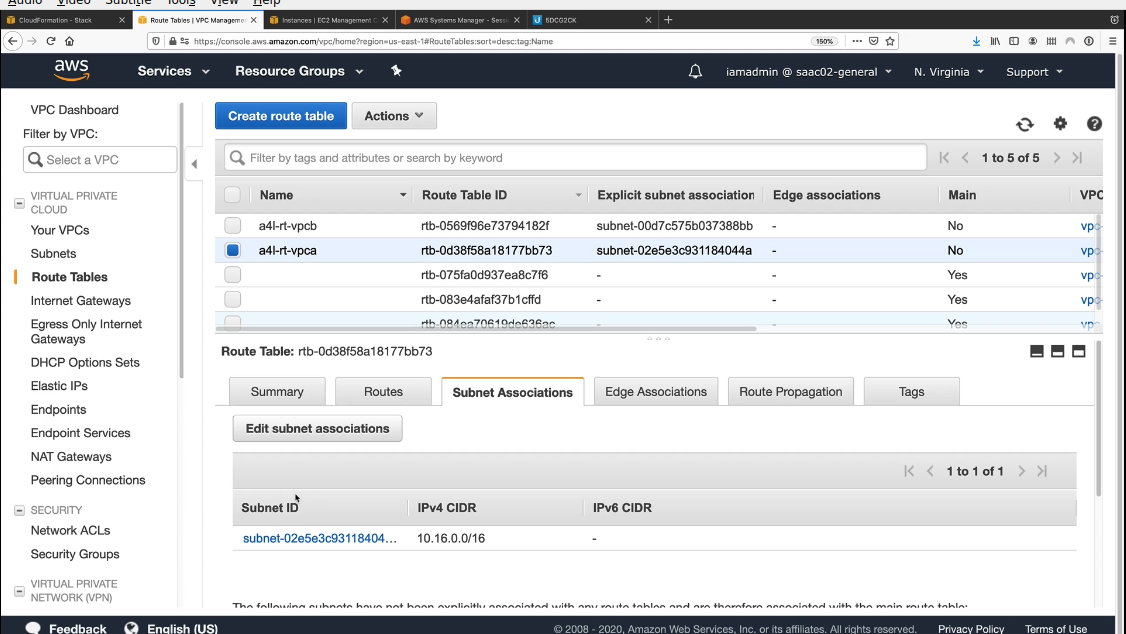 Audio Video Subtitle Tools View Help
CloudFormation - Stack
Route Tables | VPC Managemen
Instances | EC2 Management C
AWS Systems Manager - Sessi
6DCG2CK
https://console.aws.amazon.com/vpc/home?region=us-east-1#RouteTables:sort=desc:tag:Name
150%
aws
Services
Resource Groups
iamadmin @ saac02-general
N. Virginia
Support
VPC Dashboard
Filter by VPC:
Select a VPC
VIRTUAL PRIVATE
CLOUD
Your VPCs
Subnets
Route Tables
Internet Gateways
Egress Only Internet
Gateways
DHCP Options Sets
Elastic IPs
Endpoints
Endpoint Services
NAT Gateways
Peering Connections
SECURITY
Network ACLs
Security Groups
VIRTUAL PRIVATE
NETWORK (VPN)
Create route table
Actions
Filter by tags and attributes or search by keyword
1 to 5 of 5
Name Route Table ID Explicit subnet association Edge associations Main VPC
a4l-rt-vpcb rtb-0569f96e73794182f subnet-00d7c575b037388bb - No vpc-
a4l-rt-vpca rtb-0d38f58a18177bb73 subnet-02e5e3c931184044a - No vpc-
rtb-075fa0d937ea8c7f6 - - Yes vpc-
rtb-083e4afaf37b1cffd - - Yes vpc-
rtb-084ea70619de636ac - - Yes vpc-
Route Table: rtb-0d38f58a18177bb73
Summary
Routes
Subnet Associations
Edge Associations
Route Propagation
Tags
Edit subnet associations
1 to 1 of 1
Subnet ID IPv4 CIDR IPv6 CIDR
subnet-02e5e3c93118404... 10.16.0.0/16 -
The following subnets have not been explicitly associated with any route tables and are therefore associated with the main route table:
Feedback
English (US)
© 2008 - 2020, Amazon Web Services, Inc. or its affiliates. All rights reserved.
Privacy Policy
Terms of Use